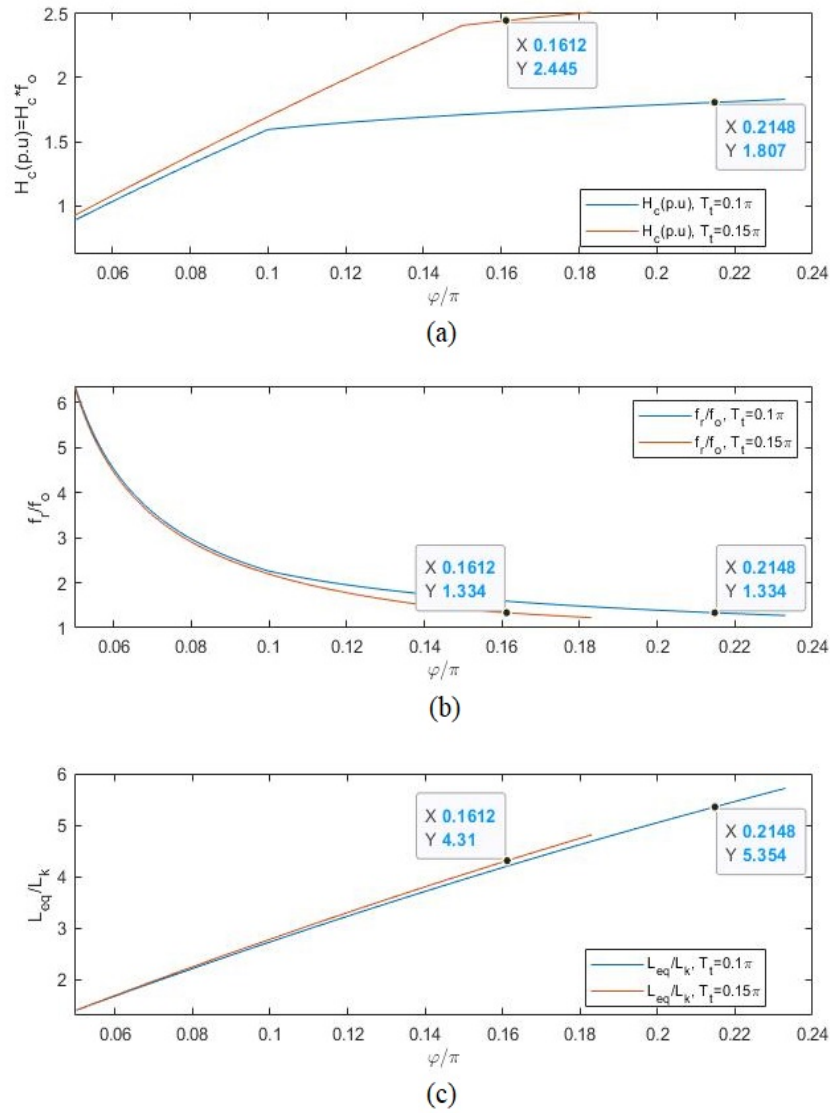 2.5
2
1.5
1
H_c(p.u)=H_c*f_o
X 0.1612
Y 2.445
X 0.2148
Y 1.807
H_c(p.u), T_t=0.1π
H_c(p.u), T_t=0.15π
0.06 0.08 0.1 0.12 0.14 0.16 0.18 0.2 0.22 0.24
φ/π
(a)
6
5
4
3
2
1
f_r/f_o
f_r/f_o, T_t=0.1π
f_r/f_o, T_t=0.15π
X 0.1612
Y 1.334
X 0.2148
Y 1.334
0.06 0.08 0.1 0.12 0.14 0.16 0.18 0.2 0.22 0.24
φ/π
(b)
6
5
4
3
2
L_eq/L_k
X 0.1612
Y 4.31
X 0.2148
Y 5.354
L_eq/L_k, T_t=0.1π
L_eq/L_k, T_t=0.15π
0.06 0.08 0.1 0.12 0.14 0.16 0.18 0.2 0.22 0.24
φ/π
(c)